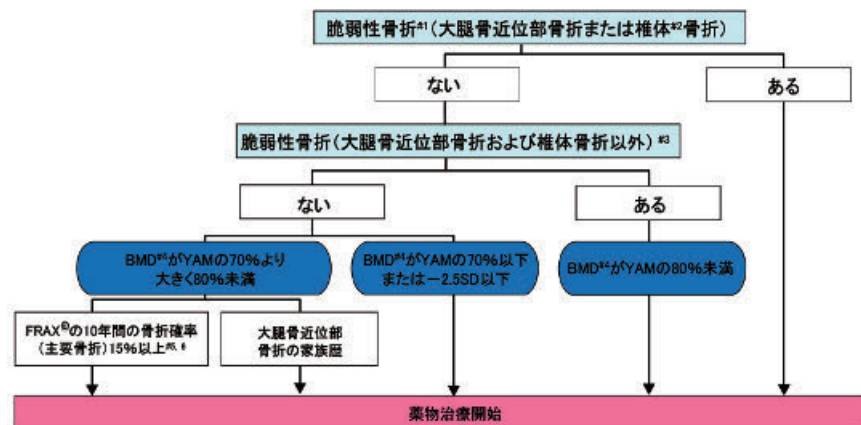 脆弱性骨折#1(大腿骨近位部骨折または椎体#2骨折)
ない
ある
脆弱性骨折(大腿骨近位部骨折および椎体骨折以外)#3
ない
ある
BMD#4がYAMの70%より
大きく80%未満
BMD#4がYAMの70%以下
または-2.5SD以下
BMD#4がYAMの80%未満
FRAX®の10年間の骨折確率
(主要骨折)15%以上#5, 6
大腿骨近位部
骨折の家族歴
薬物治療開始